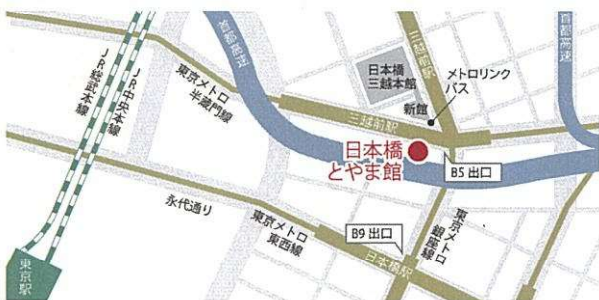 首都高速
三越前駅
首都高速
JR総武本線
JR中央本線
東京メトロ
半蔵門線
日本橋
三越本館
新館
メトロリンク
バス
三越前駅
日本橋
とやま館
B5 出口
永代通り
東京メトロ
東西線
B9 出口
東京メトロ
銀座線
日本橋駅
東京駅